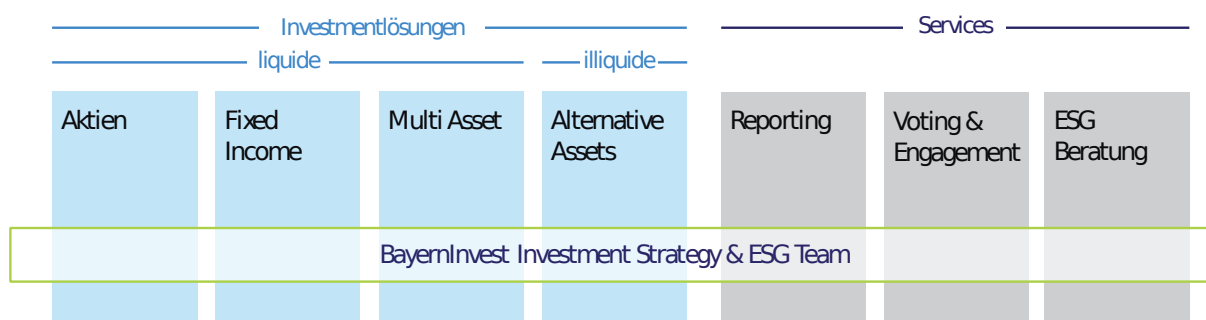 Investmentlösungen
Services
liquide
illiquide
Aktien
Fixed
Income
Multi Asset
Alternative
Assets
Reporting
Voting &
Engagement
ESG
Beratung
BayernInvest Investment Strategy & ESG Team